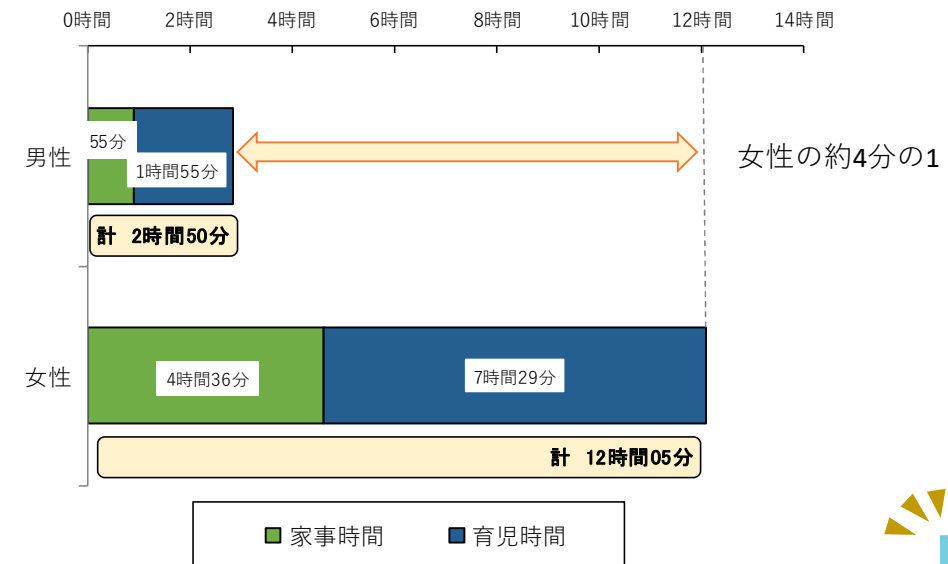 0時間 2時間 4時間 6時間 8時間 10時間 12時間 14時間
男性
55分
1時間55分
女性の約4分の1
計 2時間50分
女性
4時間36分
7時間29分
計 12時間05分
家事時間 育児時間